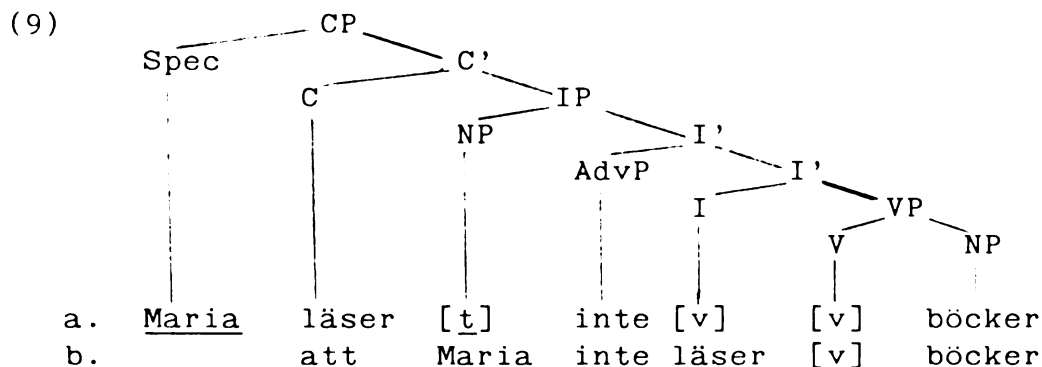 (9) CP
Spec C'
C IP
NP I'
AdvP I'
I VP
V NP
a. Maria läser [t] inte [v] [v] böcker
b. att Maria inte läser [v] böcker